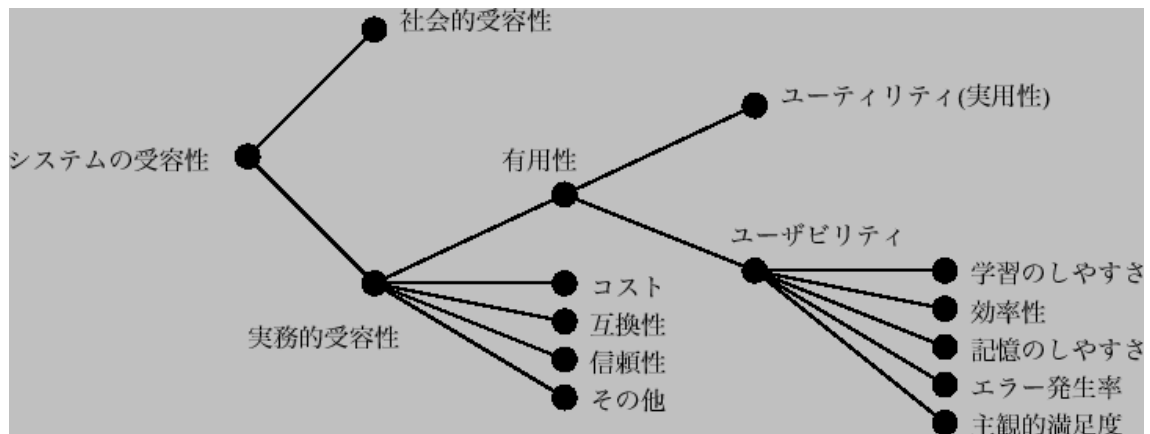 社会的受容性
ユーティリティ(実用性)
システムの受容性
有用性
ユーザビリティ
学習のしやすさ
コスト
効率性
互換性
実務的受容性
記憶のしやすさ
信頼性
エラー発生率
その他
主観的満足度